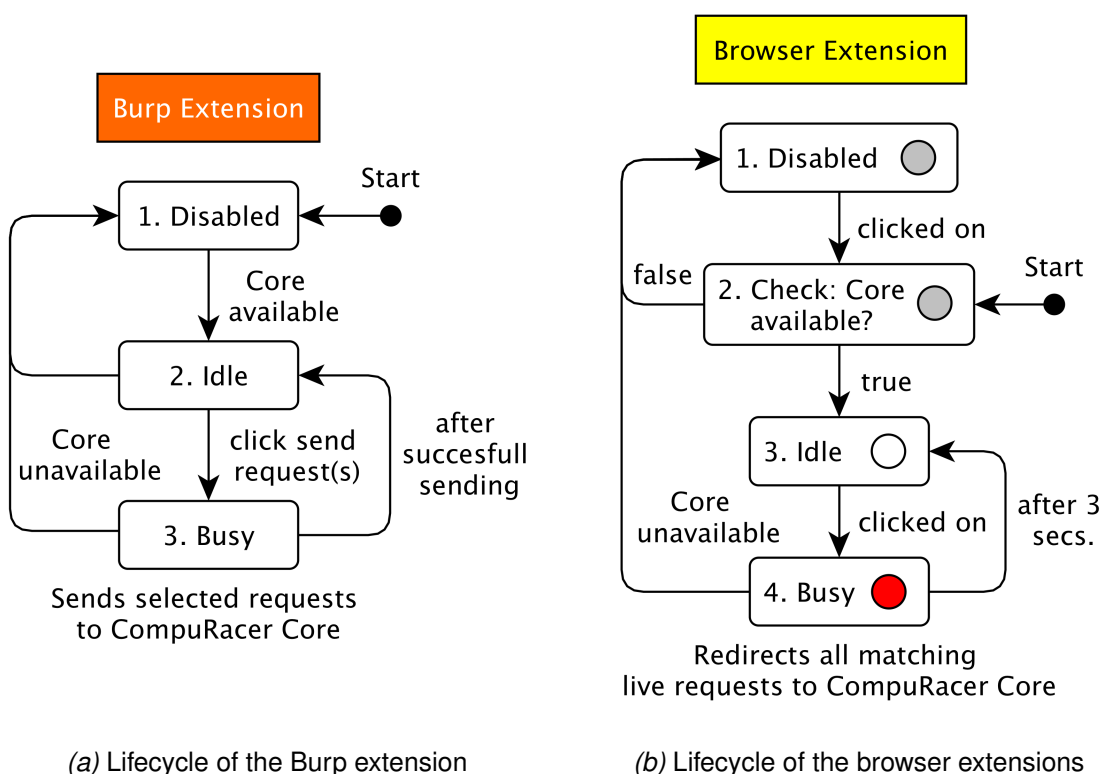 Burp Extension
Start
1. Disabled
Core
available
2. Idle
Core
unavailable
click send
request(s)
after
succesfull
sending
3. Busy
Sends selected requests
to CompuRacer Core
(a) Lifecycle of the Burp extension
Browser Extension
1. Disabled
clicked on
false
Start
2. Check: Core
available?
true
3. Idle
Core
unavailable
clicked on
after 3
secs.
4. Busy
Redirects all matching
live requests to CompuRacer Core
(b) Lifecycle of the browser extensions